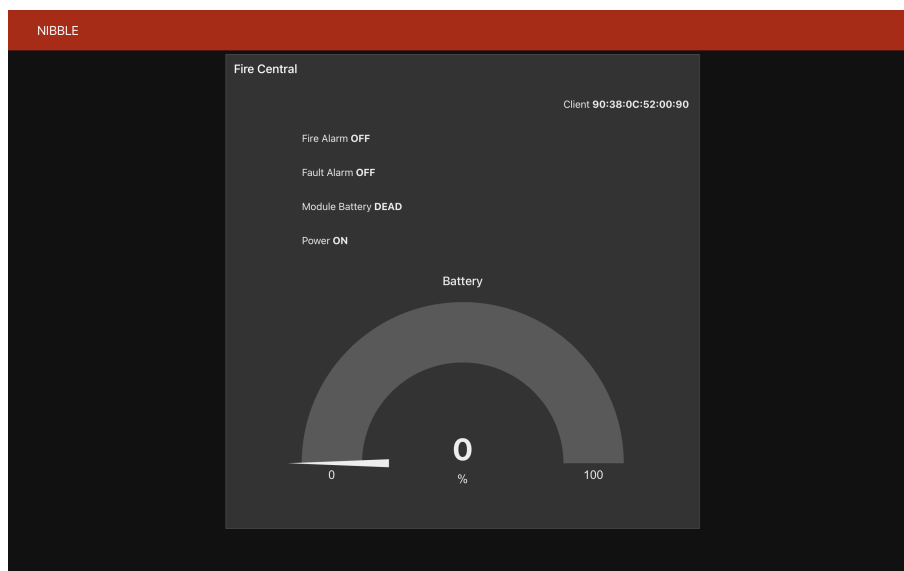 NIBBLE
Fire Central
Client 90:38:0C:52:00:90
Fire Alarm OFF
Fault Alarm OFF
Module Battery DEAD
Power ON
Battery
0
0
%
100